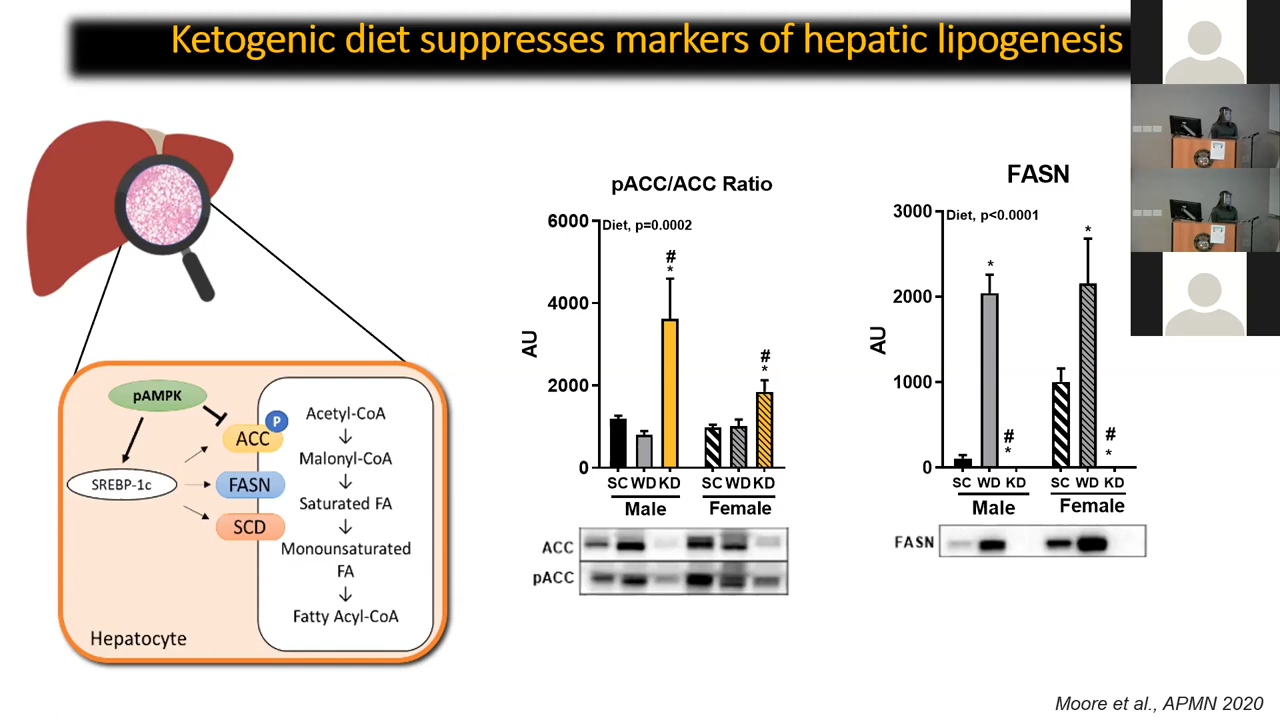 Ketogenic diet suppresses markers of hepatic lipogenesis
pAMPK
P
ACC
SREBP-1c
FASN
SCD
Acetyl-CoA
↓
Malonyl-CoA
↓
Saturated FA
↓
Monounsaturated
FA
↓
Fatty Acyl-CoA
Hepatocyte
pACC/ACC Ratio
Diet, p=0.0002
AU
6000
4000
2000
0
#
*
#
*
SC WD KD SC WD KD
Male Female
ACC
pACC
FASN
Diet, p<0.0001
AU
3000
2000
1000
0
*
#
*
*
#
*
SC WD KD SC WD KD
Male Female
FASN
Moore et al., APMN 2020